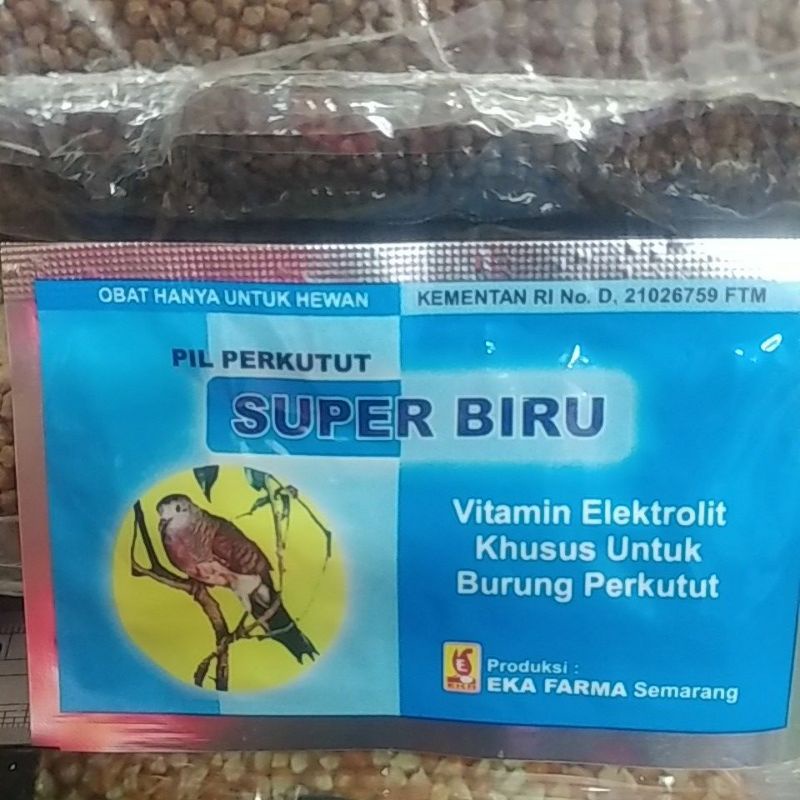 OBAT HANYA UNTUK HEWAN
KEMENTAN RI No. D, 21026759 FTM
PIL PERKUTUT
SUPER BIRU
Vitamin Elektrolit
Khusus Untuk
Burung Perkutut
Produksi :
EKA FARMA Semarang